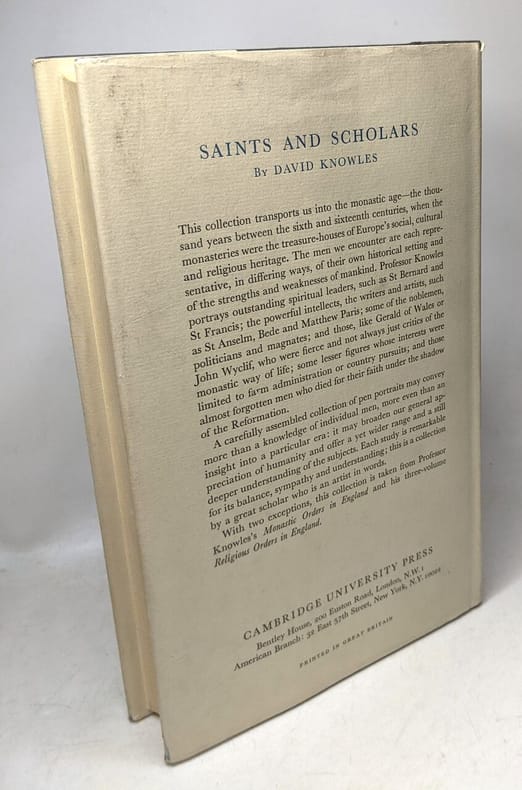 SAINTS AND SCHOLARS
By DAVID KNOWLES
This collection transports us into the monastic age—the thou-
sand years between the sixth and sixteenth centuries, when the
monasteries were the treasure-houses of Europe's social, cultural
and religious heritage. The men we encounter are each repre-
sentative, in differing ways, of their own historical setting and
of the strengths and weaknesses of mankind. Professor Knowles
portrays outstanding spiritual leaders, such as St Bernard and
St Francis; the powerful intellects, the writers and artists, such
as St Anselm, Bede and Matthew Paris; some of the noblemen,
politicians and magnates; and those, like Gerald of Wales or
John Wyclif, who were fierce and not always just critics of the
monastic way of life; some lesser figures whose interests were
limited to farm administration or country pursuits; and those
almost forgotten men who died for their faith under the shadow
of the Reformation.
A carefully assembled collection of pen portraits may convey
more than a knowledge of individual men, more even than an
insight into a particular era: it may broaden our general ap-
preciation of humanity and offer a yet wider range and a still
deeper understanding of the subjects. Each study is remarkable
for its balance, sympathy and understanding; this is a collection
by a great scholar who is an artist in words.
With two exceptions, this collection is taken from Professor
Knowles's Monastic Orders in England and his three-volume
Religious Orders in England.
CAMBRIDGE UNIVERSITY PRESS
Bentley House, 200 Euston Road, London, N.W.1
American Branch: 32 East 57th Street, New York, N.Y. 10022
PRINTED IN GREAT BRITAIN